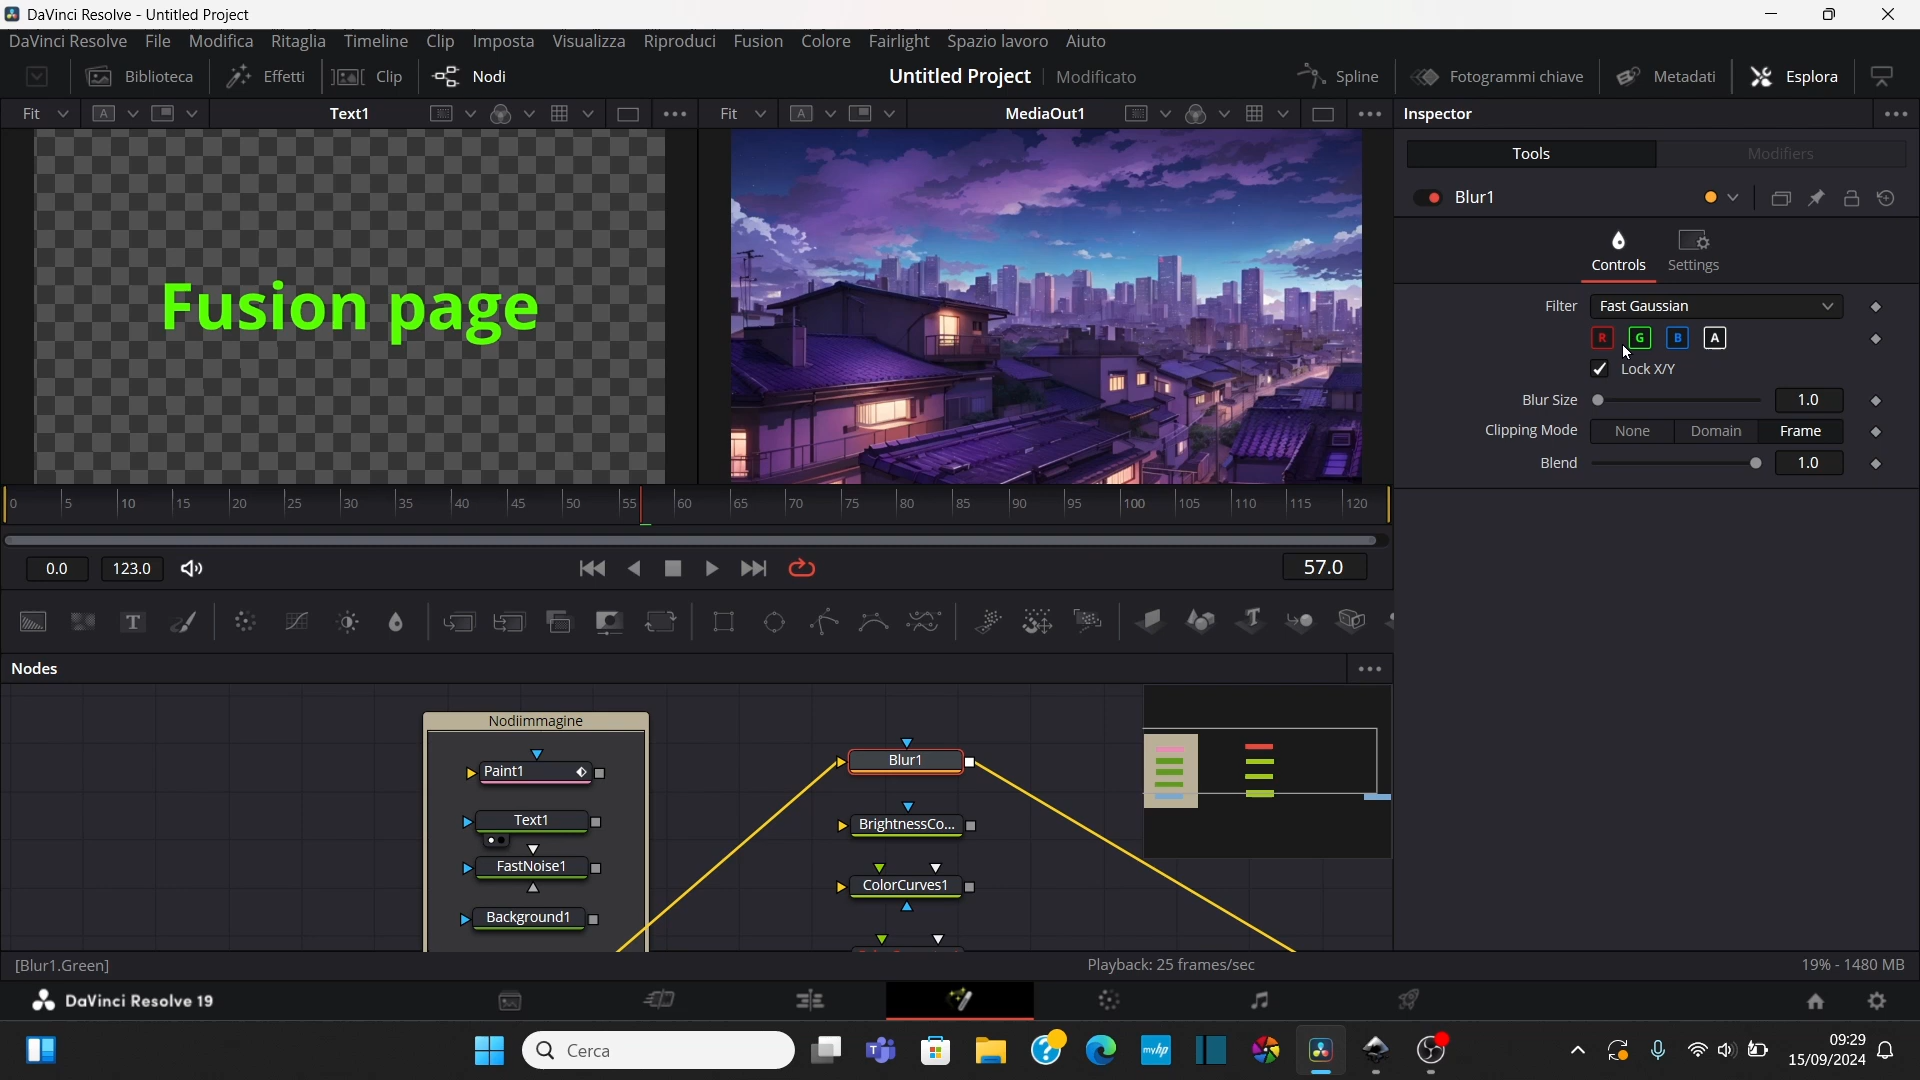 DaVinci Resolve - Untitled Project
DaVinci Resolve File Modifica Ritaglia Timeline Clip Imposta Visualizza Riproduci Fusion Colore Fairlight Spazio lavoro Aiuto
Biblioteca Effetti Clip Nodi Untitled Project Modificato Spline Fotogrammi chiave Metadati Esplora
Fit A Text1 Fit A MediaOut1 Inspector
Tools Modifiers
Blur1
Controls Settings
Fusion page
Filter Fast Gaussian
R G B A
Lock X/Y
Blur Size 1.0
Clipping Mode None Domain Frame
Blend 1.0
0 5 10 15 20 25 30 35 40 45 50 55 60 65 70 75 80 85 90 95 100 105 110 115 120
0.0 123.0 57.0
T T
Nodes
Nodiimmagine
Paint1
Text1
FastNoise1
Background1
Blur1
BrightnessCo...
ColorCurves1
[Blur1.Green] Playback: 25 frames/sec 19% - 1480 MB
DaVinci Resolve 19
Cerca
myhp
09:29
15/09/2024